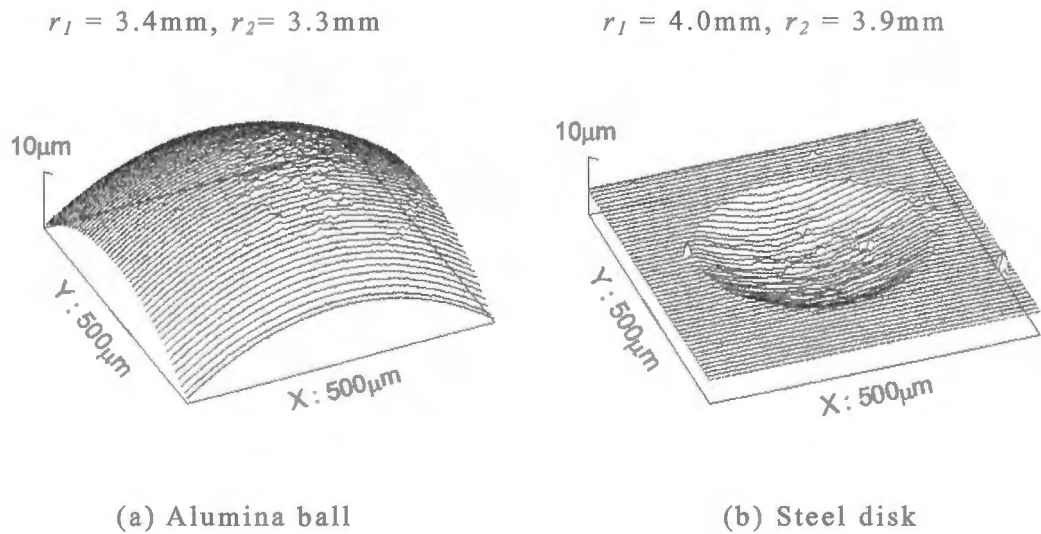 r1 = 3.4mm, r2= 3.3mm
r1 = 4.0mm, r2 = 3.9mm
10μm
10μm
Y : 500μm
X : 500μm
Y : 500μm
X : 500μm
(a) Alumina ball
(b) Steel disk